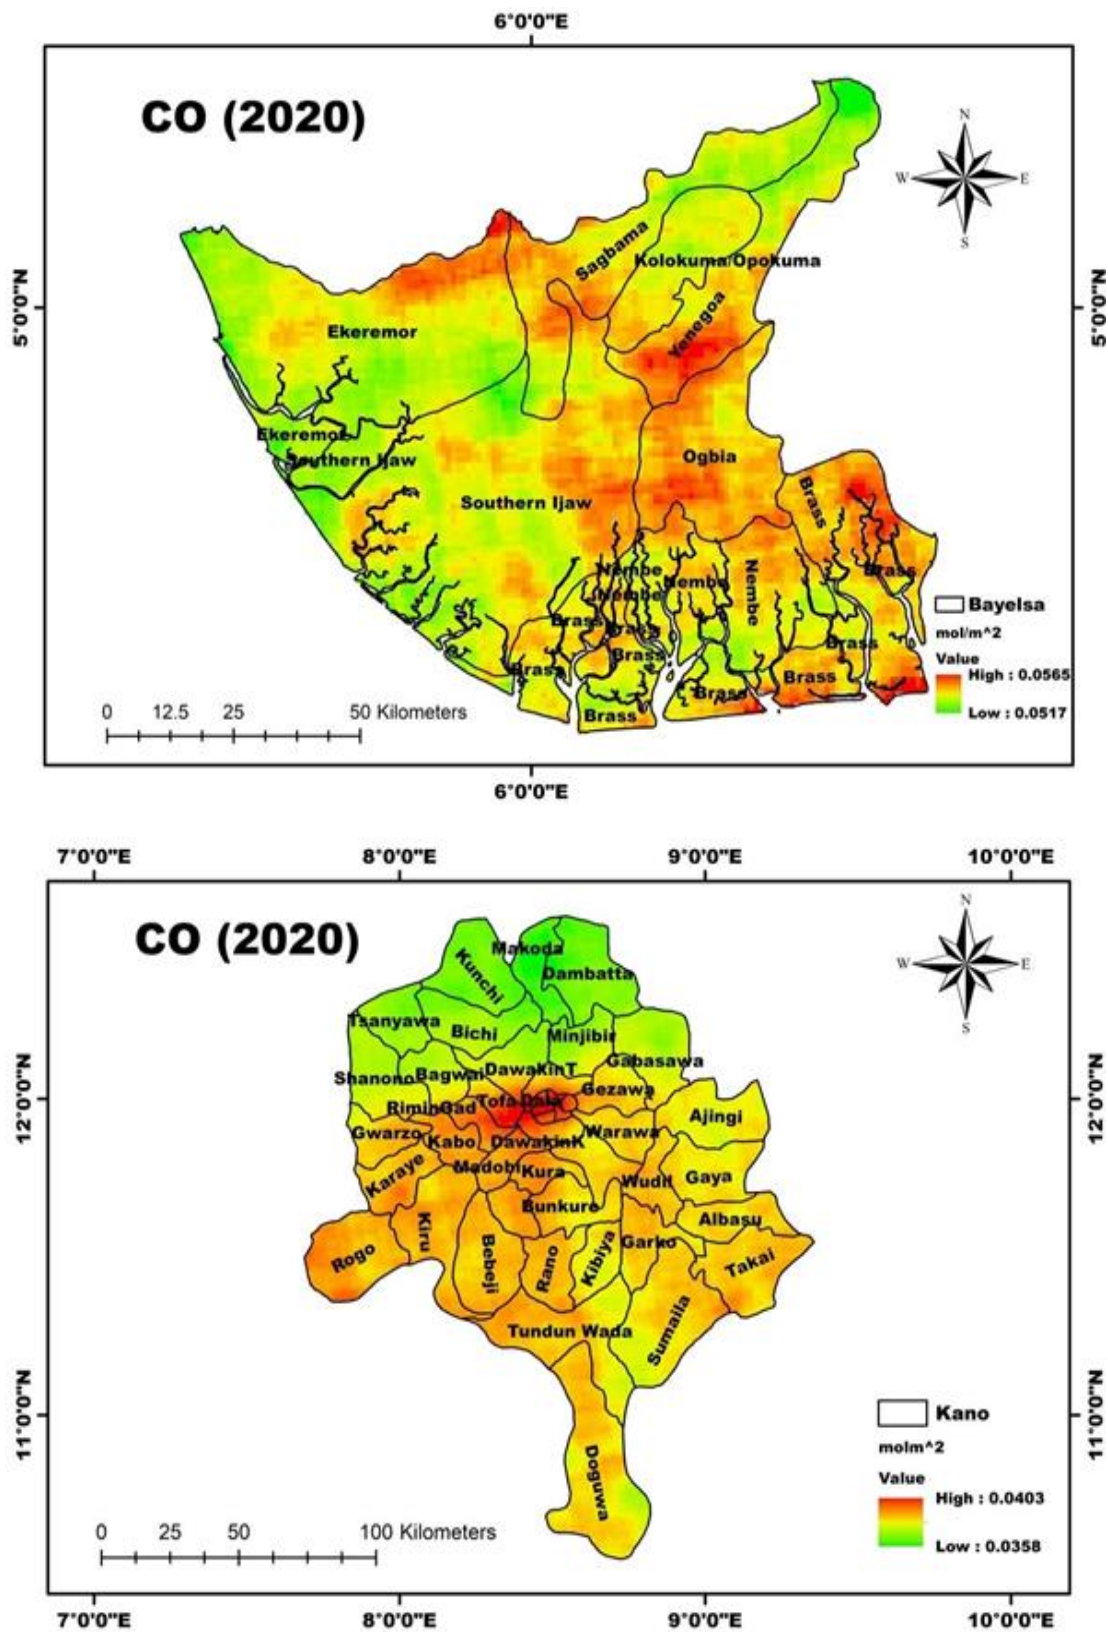 6°0'0"E
CO (2020)
N
W
E
S
5°0'0"N
5°0'0"N
Sagbama
Kolokuma/Opokuma
Yenegoa
Ekeremor
Ekeremor
Southern Ijaw
Ogbia
Southern Ijaw
Brass
Brass
Nembe
Nembe
Nembe
Nembe
Brass
Brass
Brass
Brass
Brass
Brass
Brass
Brass
Bayelsa
mol/m^2
Value
High : 0.0565
Low : 0.0517
0 12.5 25 50 Kilometers
6°0'0"E
7°0'0"E 8°0'0"E 9°0'0"E 10°0'0"E
CO (2020)
N
W
E
S
Makoda
Kunchi
Dambatta
Tsanyawa
Bichi
Minjibir
12°0'0"N
12°0'0"N
Shanono
Bagwai
DawakinT
Gabasawa
Gezawa
RiminGad
Tofa
Dala
Ajingi
Gwarzo
Kabo
DawakinK
Warawa
Karaye
Madobi
Kura
Wudil
Gaya
Bunkure
Albasu
Rogo
Kiru
Bebeji
Rano
Kibiya
Garko
Takai
Tundun Wada
Sumaila
11°0'0"N
11°0'0"N
Doguwa
Kano
molm^2
Value
High : 0.0403
Low : 0.0358
0 25 50 100 Kilometers
7°0'0"E 8°0'0"E 9°0'0"E 10°0'0"E